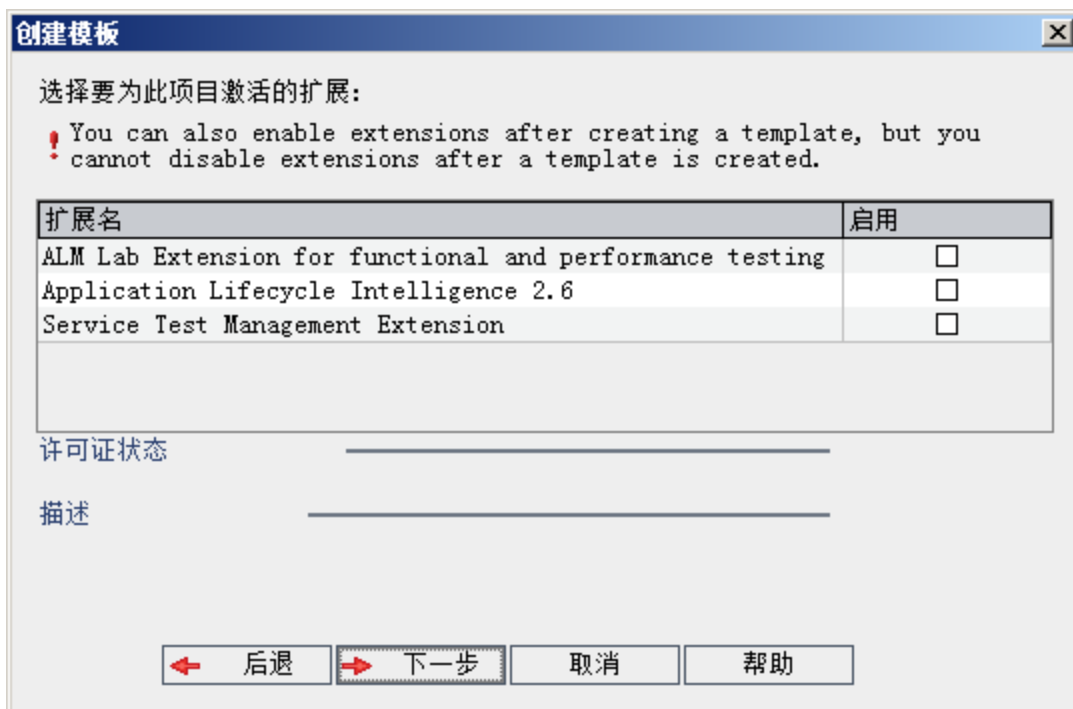 创建模板
选择要为此项目激活的扩展:
You can also enable extensions after creating a template, but you
cannot disable extensions after a template is created.
扩展名 启用
ALM Lab Extension for functional and performance testing
Application Lifecycle Intelligence 2.6
Service Test Management Extension
许可证状态
描述
后退 下一步 取消 帮助